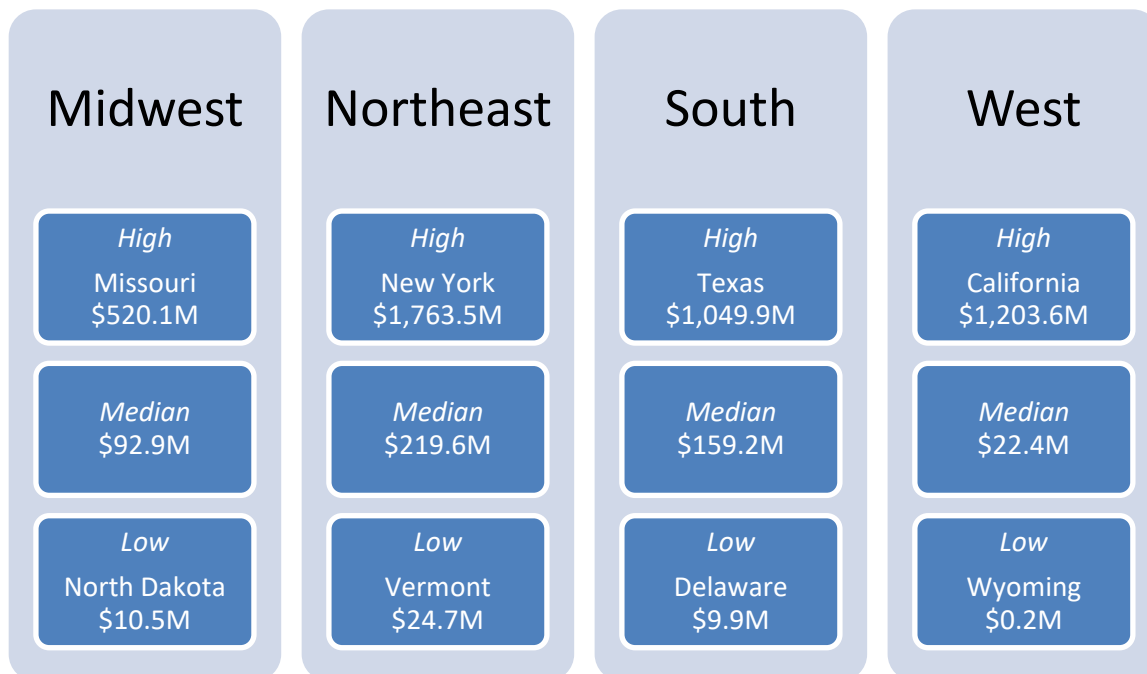 Midwest
High
Missouri
$520.1M
Median
$92.9M
Low
North Dakota
$10.5M
Northeast
High
New York
$1,763.5M
Median
$219.6M
Low
Vermont
$24.7M
South
High
Texas
$1,049.9M
Median
$159.2M
Low
Delaware
$9.9M
West
High
California
$1,203.6M
Median
$22.4M
Low
Wyoming
$0.2M